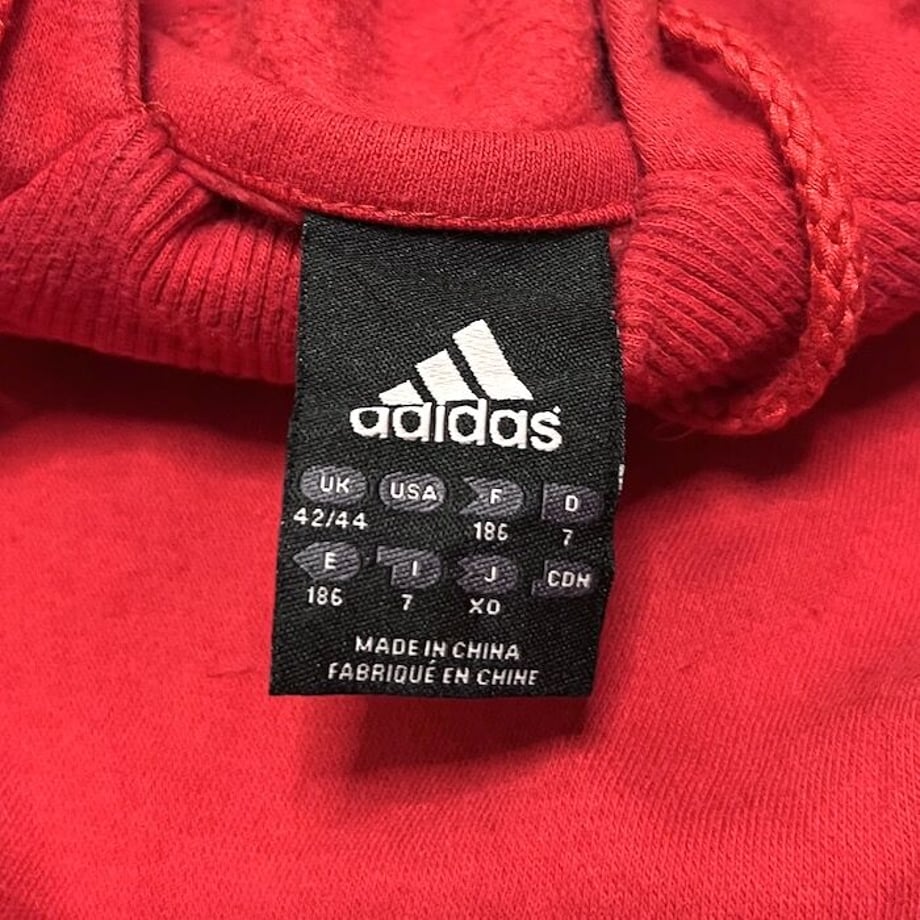 adidas
UK USA F D
42/44 186 7
E I J CDN
186 7 XO
MADE IN CHINA
FABRIQUÉ EN CHINE